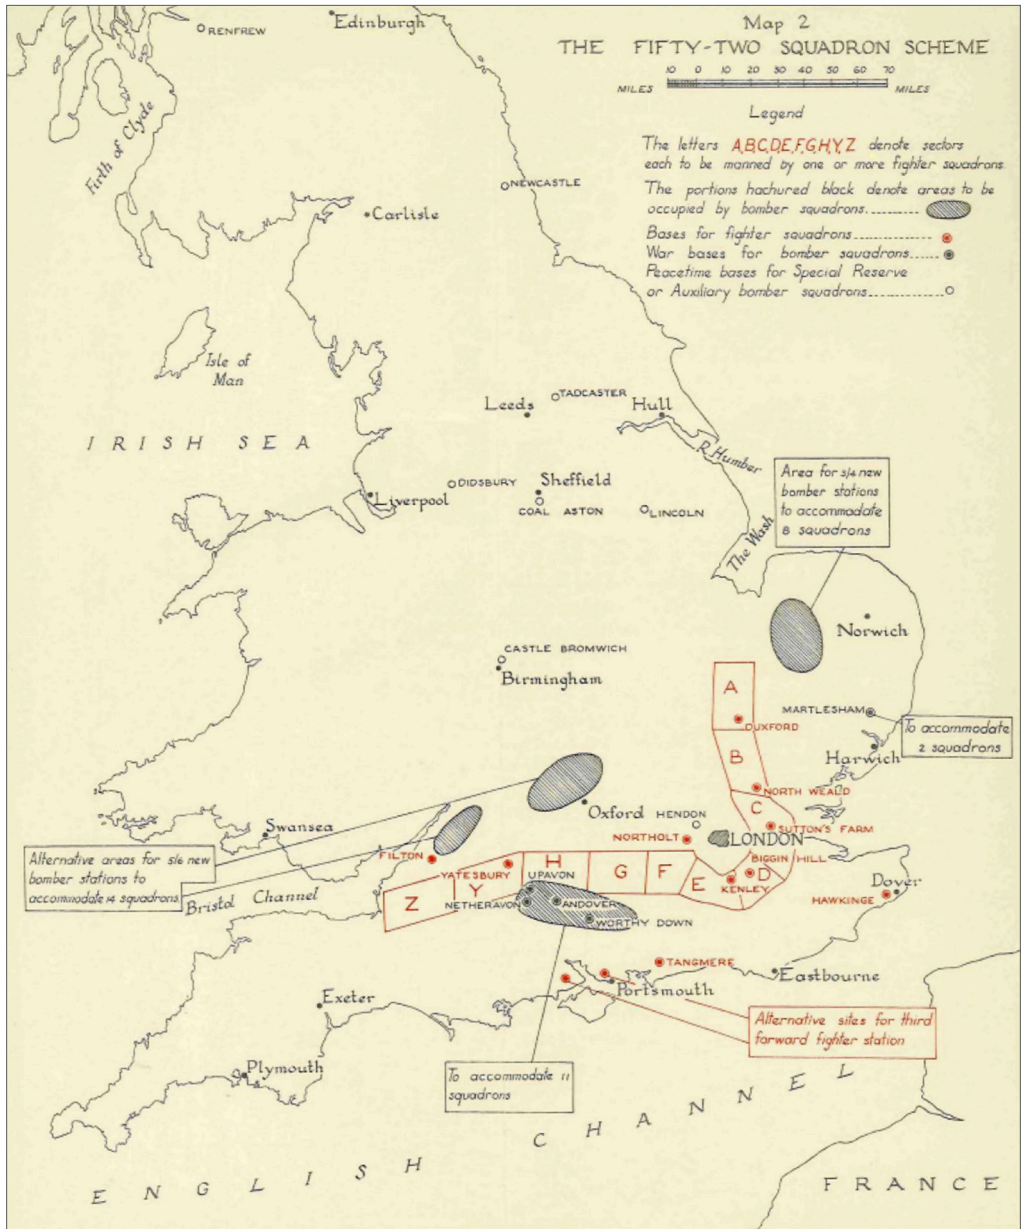 Map 2
THE FIFTY-TWO SQUADRON SCHEME
10 0 10 20 30 40 50 60 70
MILES MILES
Legend
The letters A,B,C,D,E,F,G,H,Y,Z denote sectors
each to be manned by one or more fighter squadrons.
The portions hachured black denote areas to be
occupied by bomber squadrons
Bases for fighter squadrons
War bases for bomber squadrons
Peacetime bases for Special Reserve
or Auxiliary bomber squadrons
Edinburgh
RENFREW
Firth of Clyde
NEWCASTLE
Carlisle
Isle of
Man
IRISH SEA
TADCASTER
Leeds
Hull
R. Humber
DIDSBURY
Sheffield
Liverpool
COAL ASTON
LINCOLN
The Wash
Area for 3/4 new
bomber stations
to accommodate
8 squadrons
Norwich
CASTLE BROMWICH
Birmingham
A
MARTLESHAM
DUXFORD
To accommodate
2 squadrons
B
Harwich
NORTH WEALD
C
Oxford
HENDON
SUTTON'S FARM
Swansea
NORTHOLT
LONDON
Alternative areas for 5/6 new
bomber stations to
accommodate 14 squadrons
FILTON
BIGGIN HILL
YATESBURY
H
G
F
E
D
KENLEY
Y
UPAVON
Z
NETHERAVON
ANDOVER
WORTHY DOWN
Bristol Channel
Dover
HAWKINGE
TANGMERE
Eastbourne
Portsmouth
Exeter
Alternative sites for third
forward fighter station
Plymouth
To accommodate 11
squadrons
ENGLISH CHANNEL
FRANCE